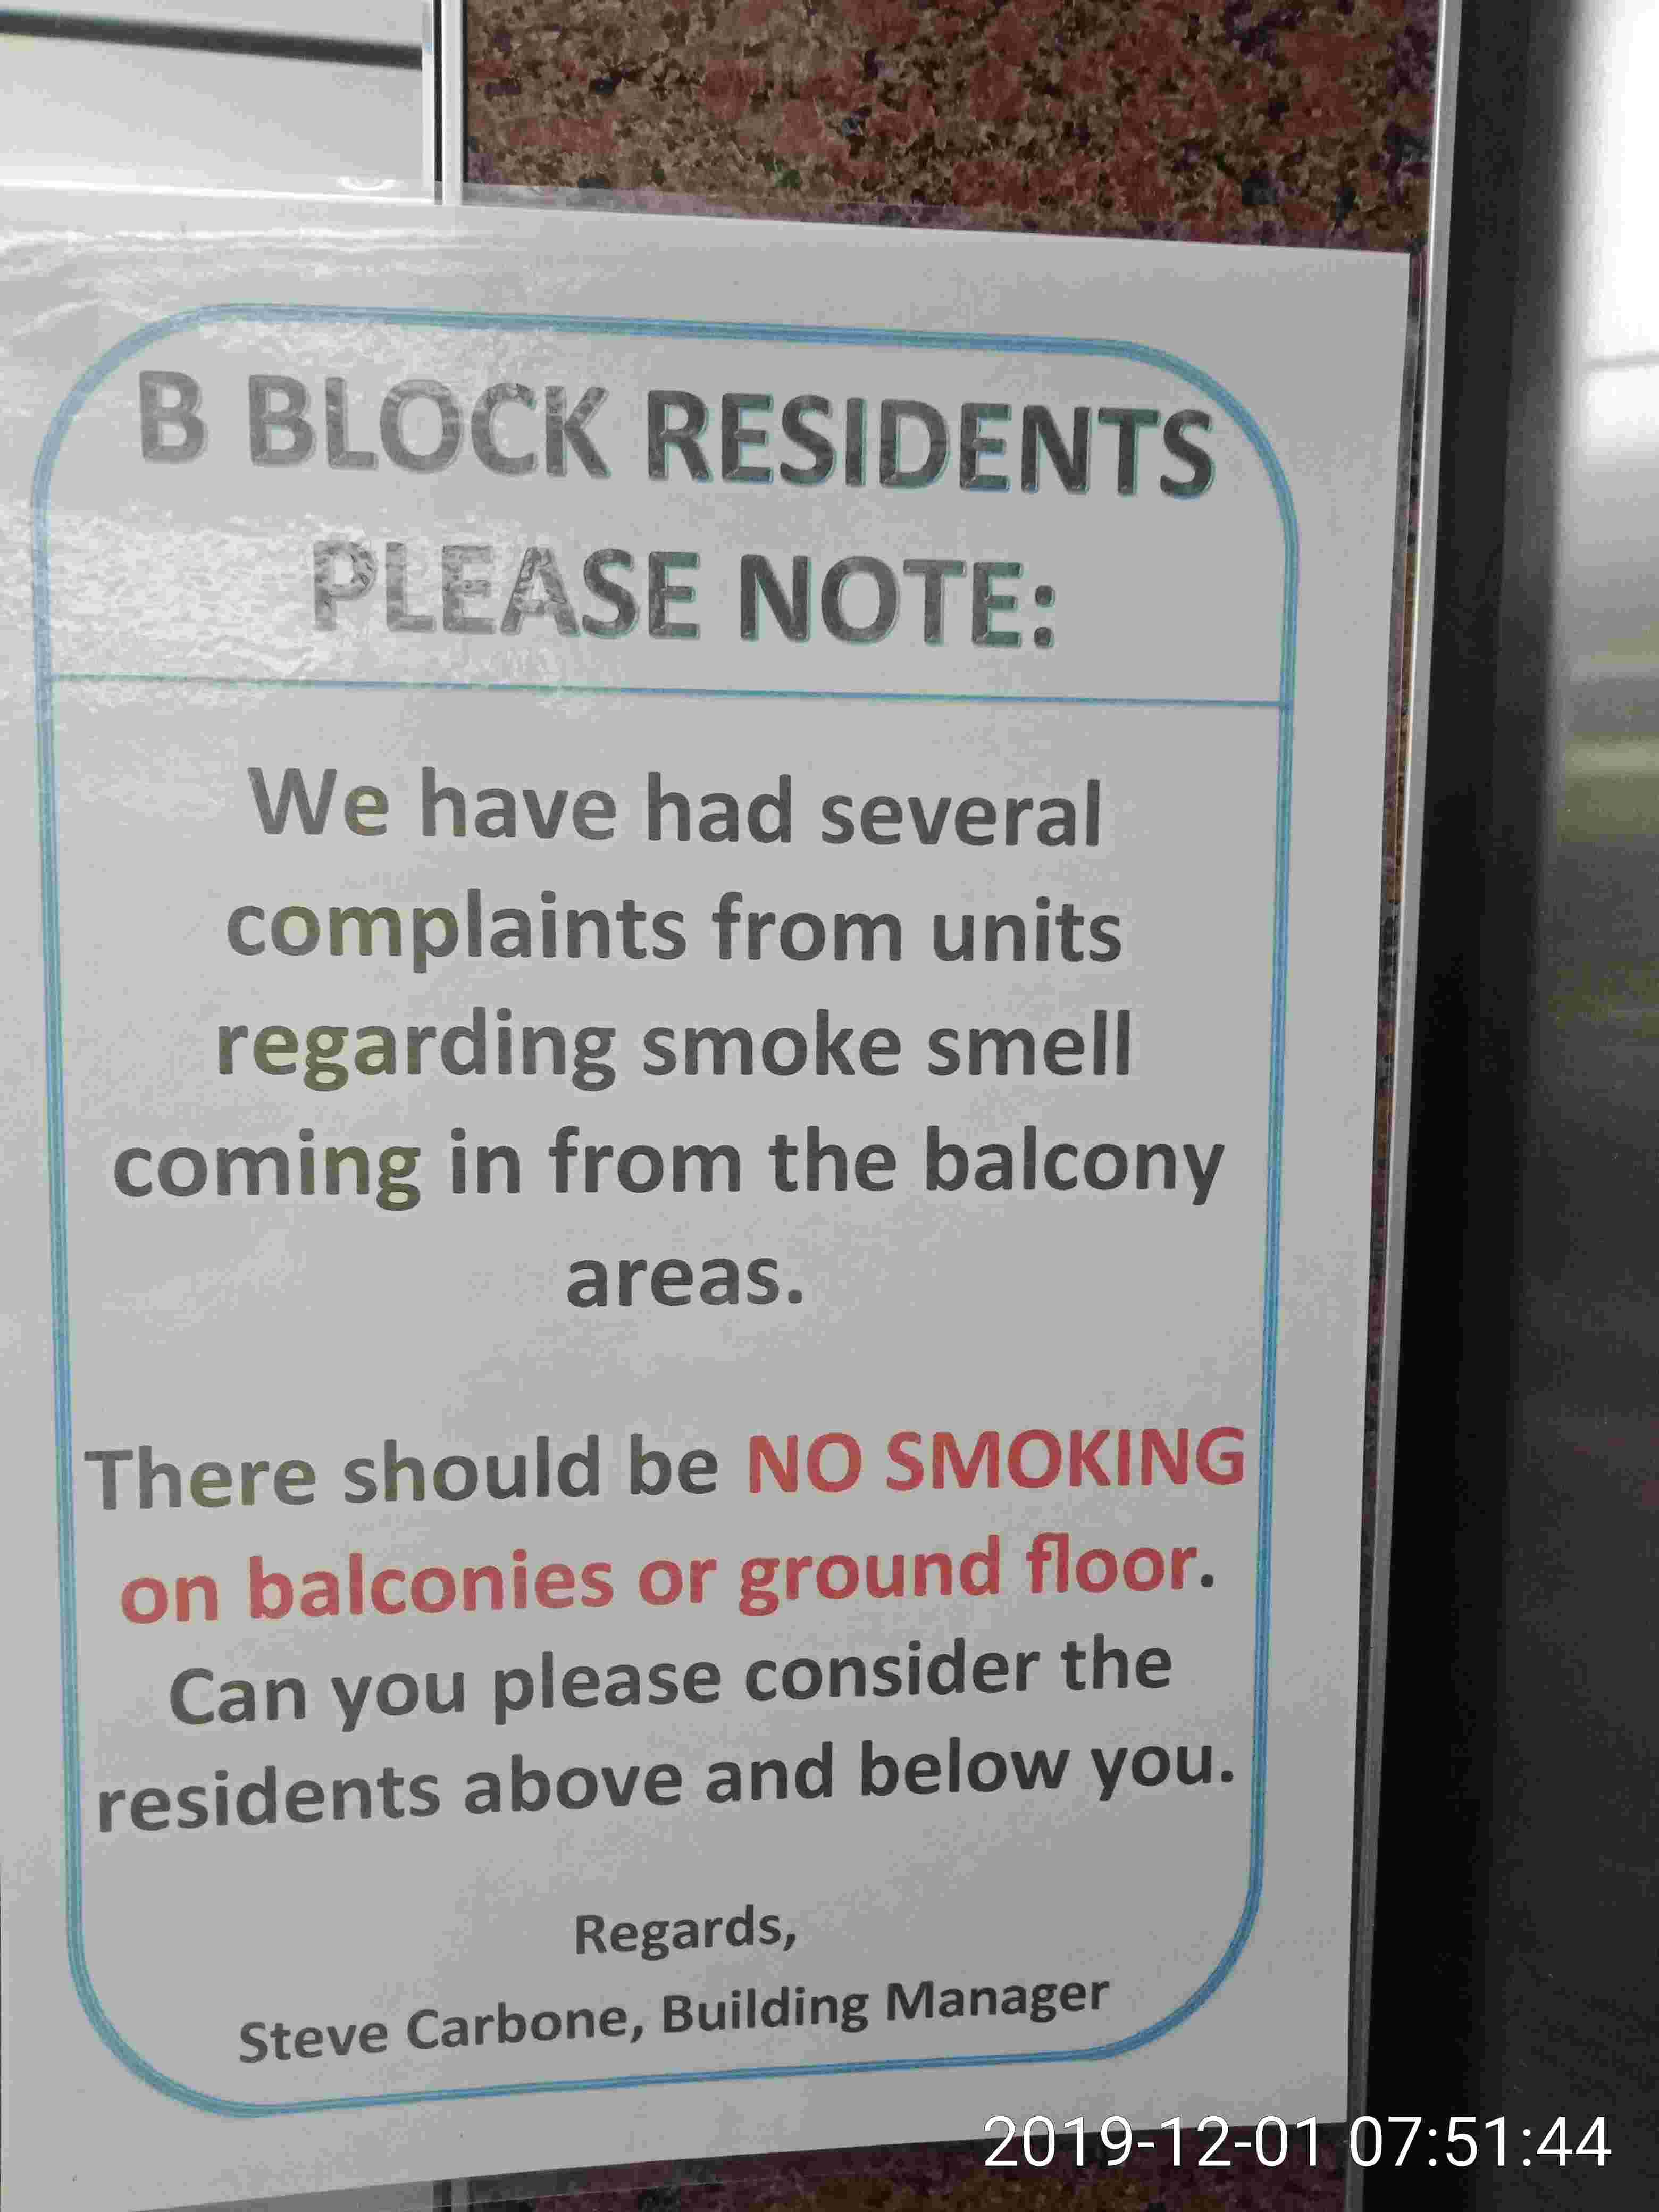 B BLOCK RESIDENTS
PLEASE NOTE:
We have had several
complaints from units
regarding smoke smell
coming in from the balcony
areas.
There should be NO SMOKING
on balconies or ground floor.
Can you please consider the
residents above and below you.
Regards,
Steve Carbone, Building Manager
2019-12-01 07:51:44